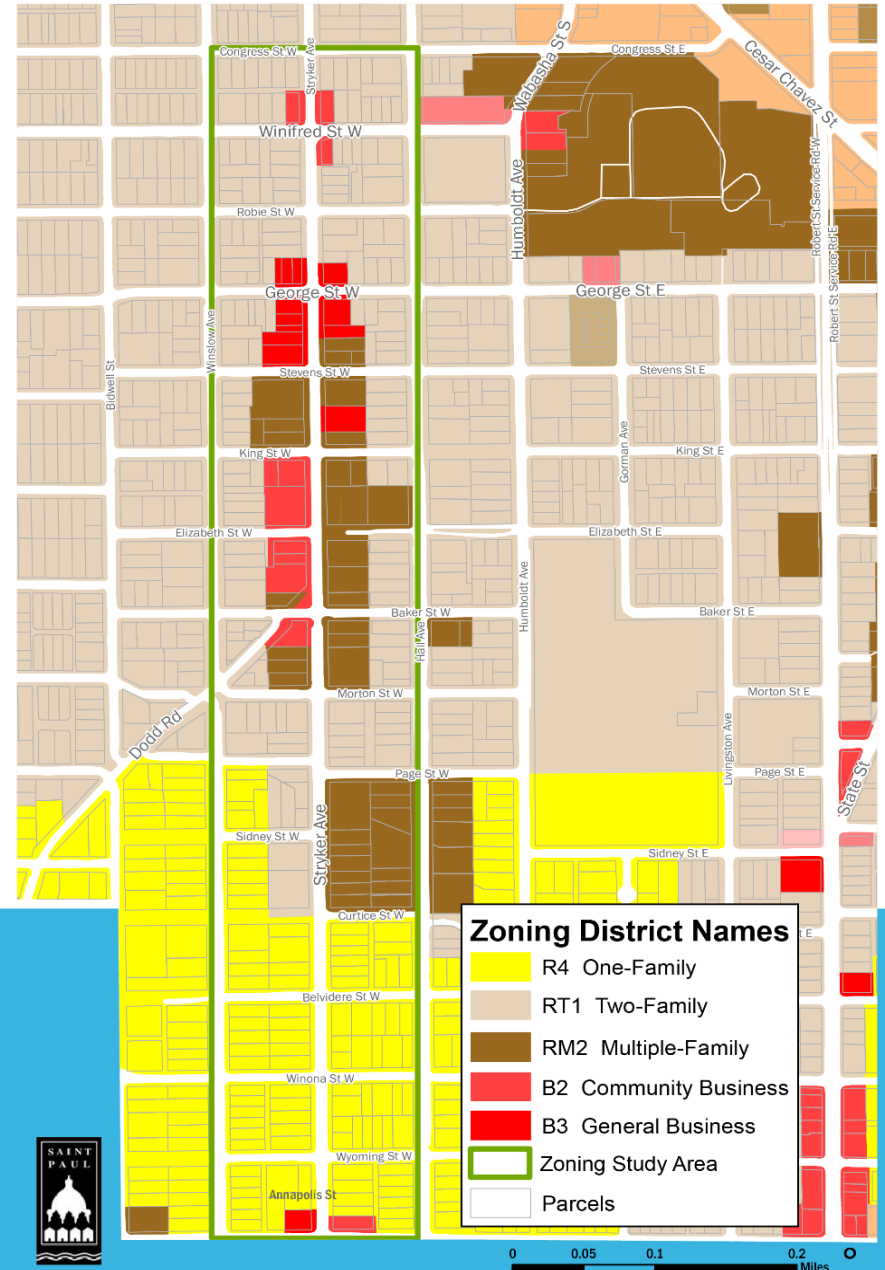 Congress St W
Stryker Ave
Wabasha St S
Congress St E
Cesar Chavez St
Winifred St W
Humboldt Ave
Robert St Service Rd W
Robie St W
Robert St Service Rd E
George St W
George St E
Winslow Ave
Bidwell St
Stevens St W
Stevens St E
Gorman Ave
King St W
King St E
Elizabeth St W
Elizabeth St E
Humboldt Ave
Baker St W
Baker St E
Hall Ave
Morton St W
Morton St E
Dodd Rd
Livingston Ave
Page St W
Page St E
State St
Stryker Ave
Sidney St W
Sidney St E
Curtice St W
t E
Belvidere St W
Winona St W
Wyoming St W
Annapolis St
Zoning District Names
R4 One-Family
RT1 Two-Family
RM2 Multiple-Family
B2 Community Business
B3 General Business
Zoning Study Area
Parcels
SAINT
PAUL
0 0.05 0.1 0.2
Miles